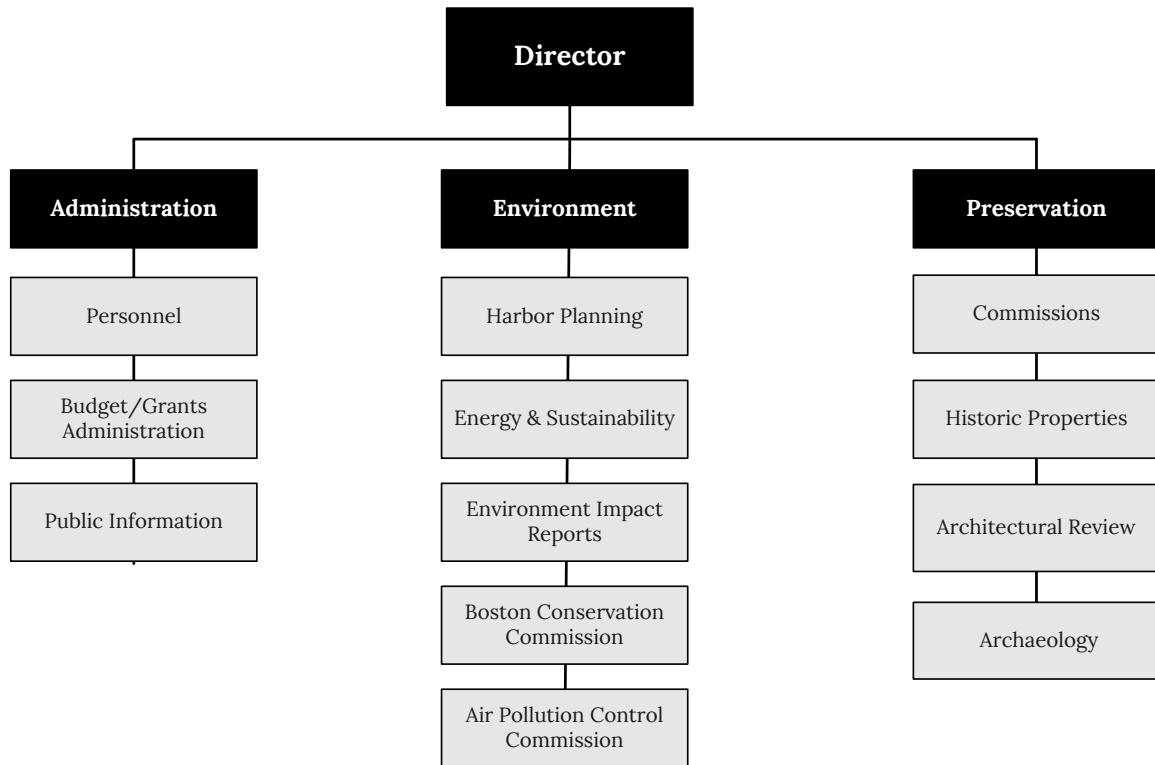 Director
Administration
Environment
Preservation
Personnel
Budget/Grants
Administration
Public Information
Harbor Planning
Energy & Sustainability
Environment Impact
Reports
Boston Conservation
Commission
Air Pollution Control
Commission
Commissions
Historic Properties
Architectural Review
Archaeology